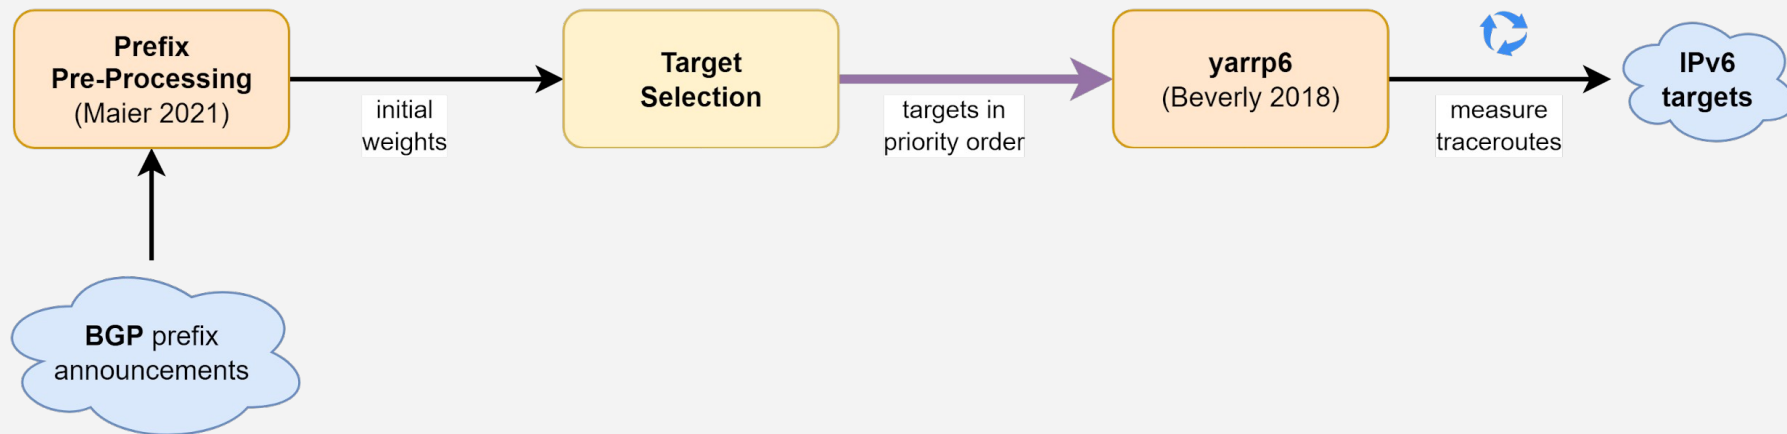 Prefix
Pre-Processing
(Maier 2021)
initial
weights
Target
Selection
targets in
priority order
yarrp6
(Beverly 2018)
measure
traceroutes
IPv6
targets
BGP prefix
announcements